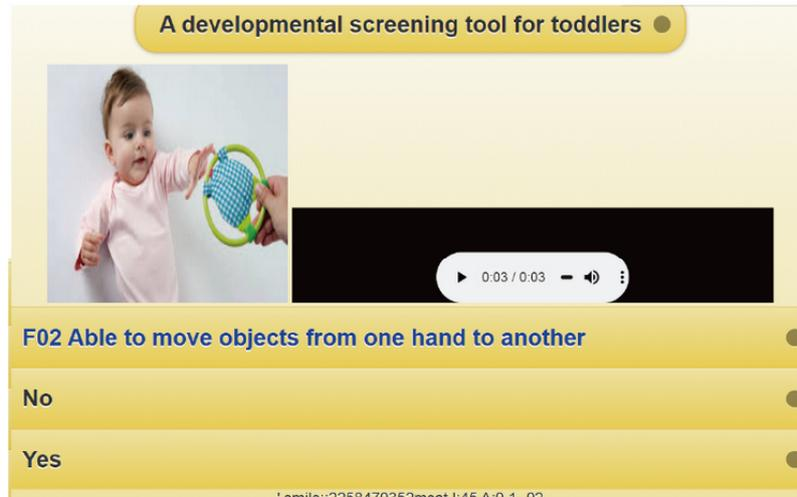 A developmental screening tool for toddlers
0:03 / 0:03
F02 Able to move objects from one hand to another
No
Yes